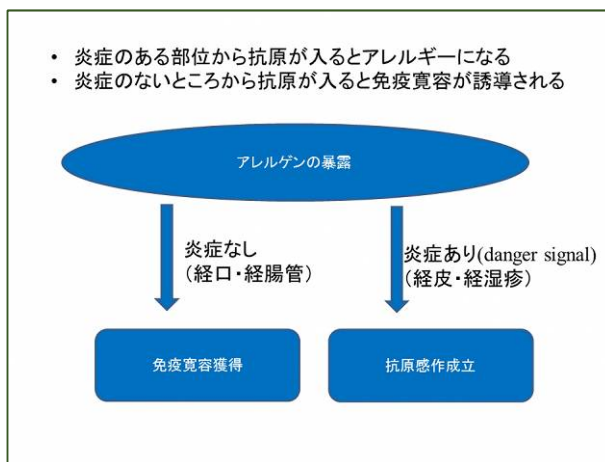 • 炎症のある部位から抗原が入るとアレルギーになる
• 炎症のないところから抗原が入ると免疫寛容が誘導される
アレルゲンの暴露
炎症なし
（経口・経腸管）
炎症あり(danger signal)
（経皮・経湿疹）
免疫寛容獲得
抗原感作成立